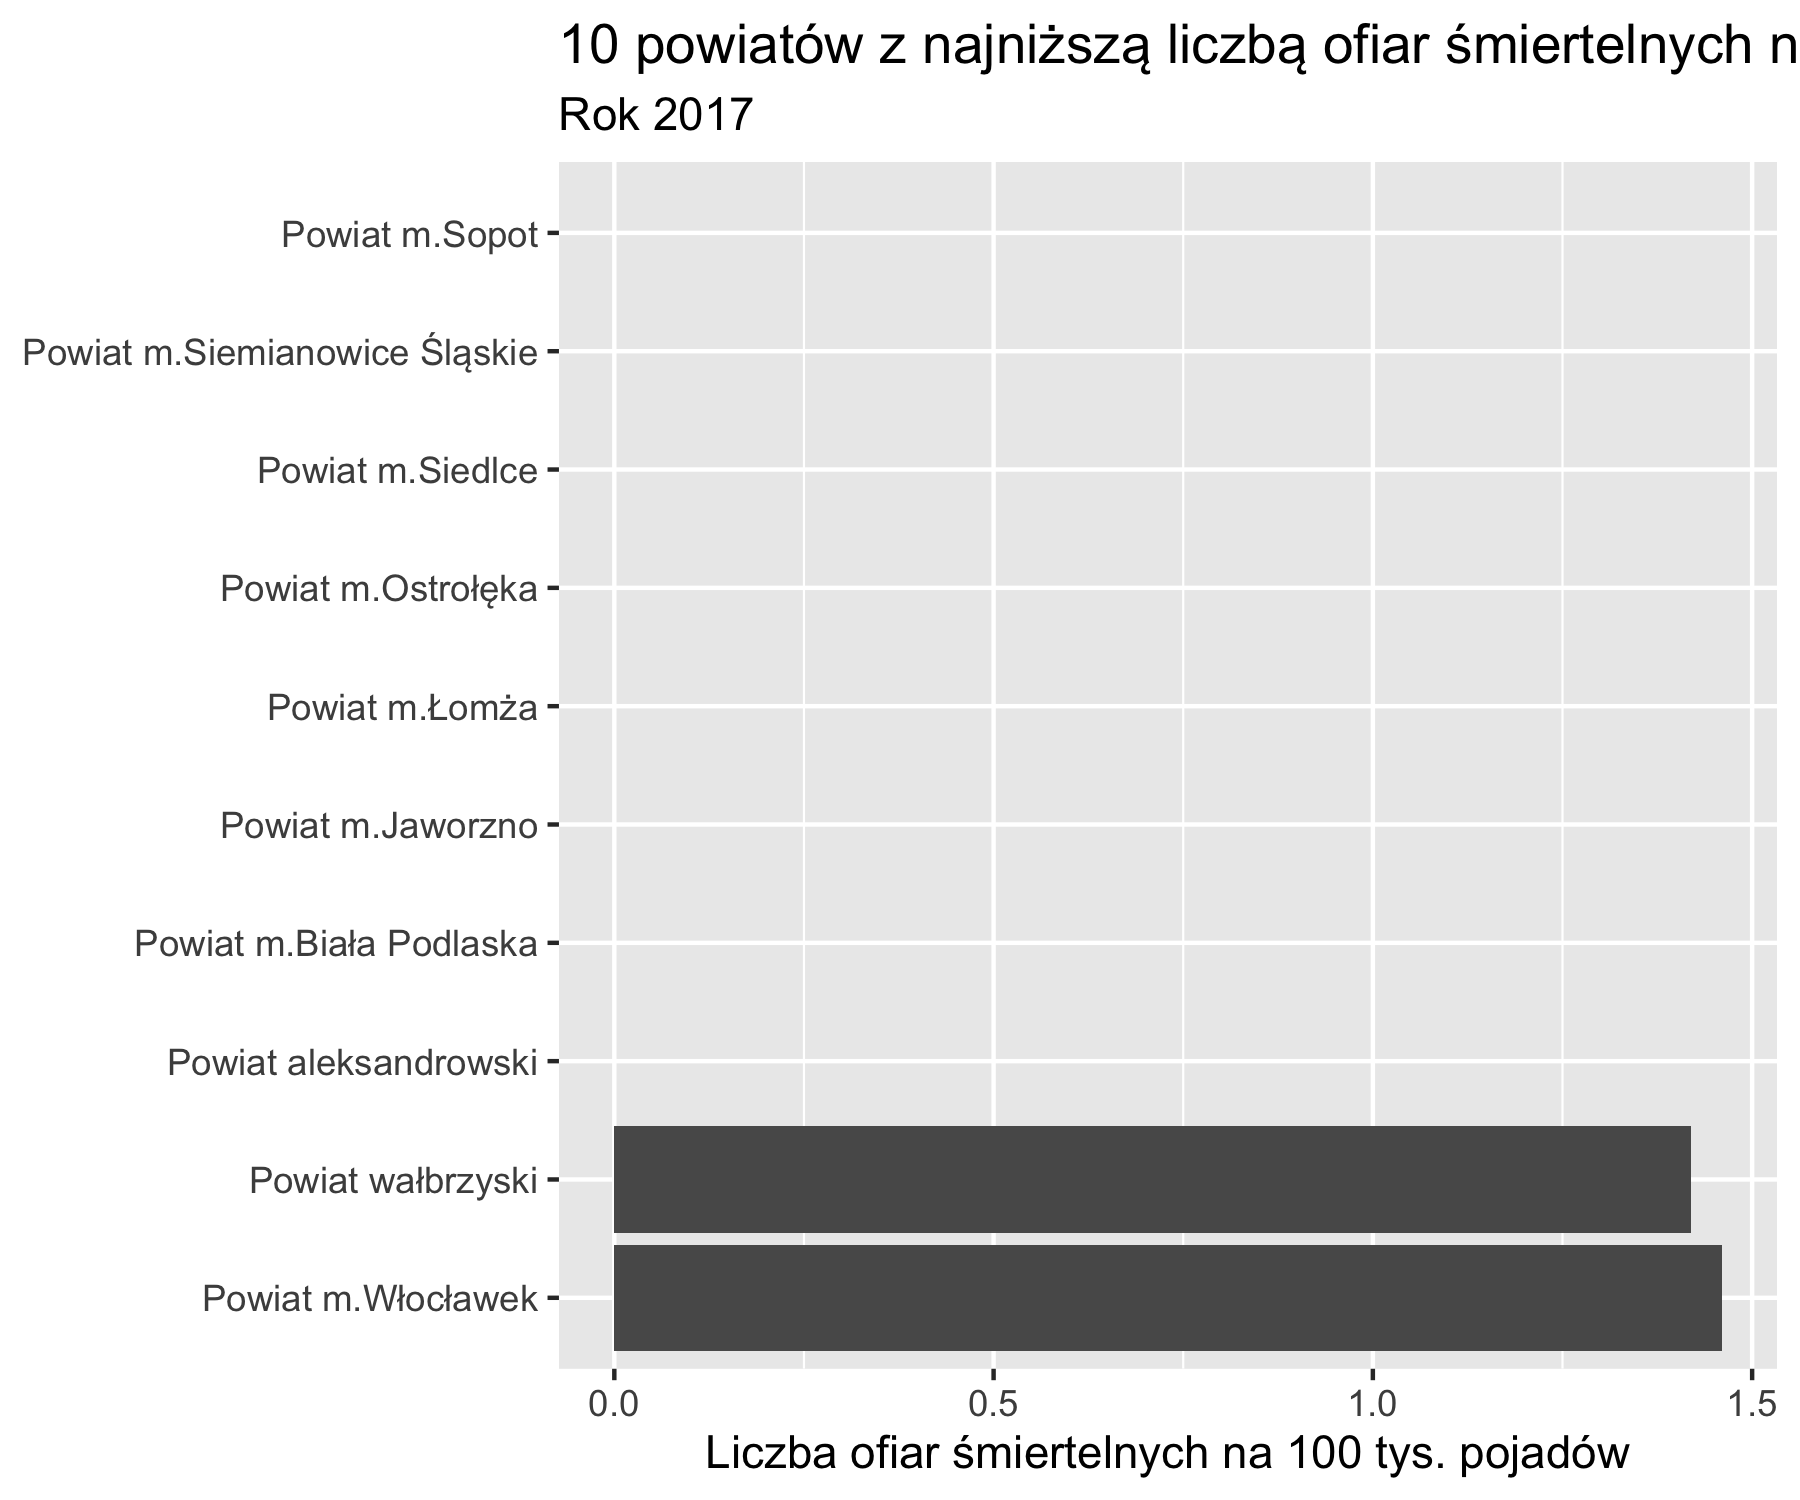 10 powiatów z najniższą liczbą ofiar śmiertelnych n
Rok 2017
Powiat m.Sopot
Powiat m.Siemianowice Śląskie
Powiat m.Siedlce
Powiat m.Ostrołęka
Powiat m.Łomża
Powiat m.Jaworzno
Powiat m.Biała Podlaska
Powiat aleksandrowski
Powiat wałbrzyski
Powiat m.Włocławek
0.0 0.5 1.0 1.5
Liczba ofiar śmiertelnych na 100 tys. pojadów